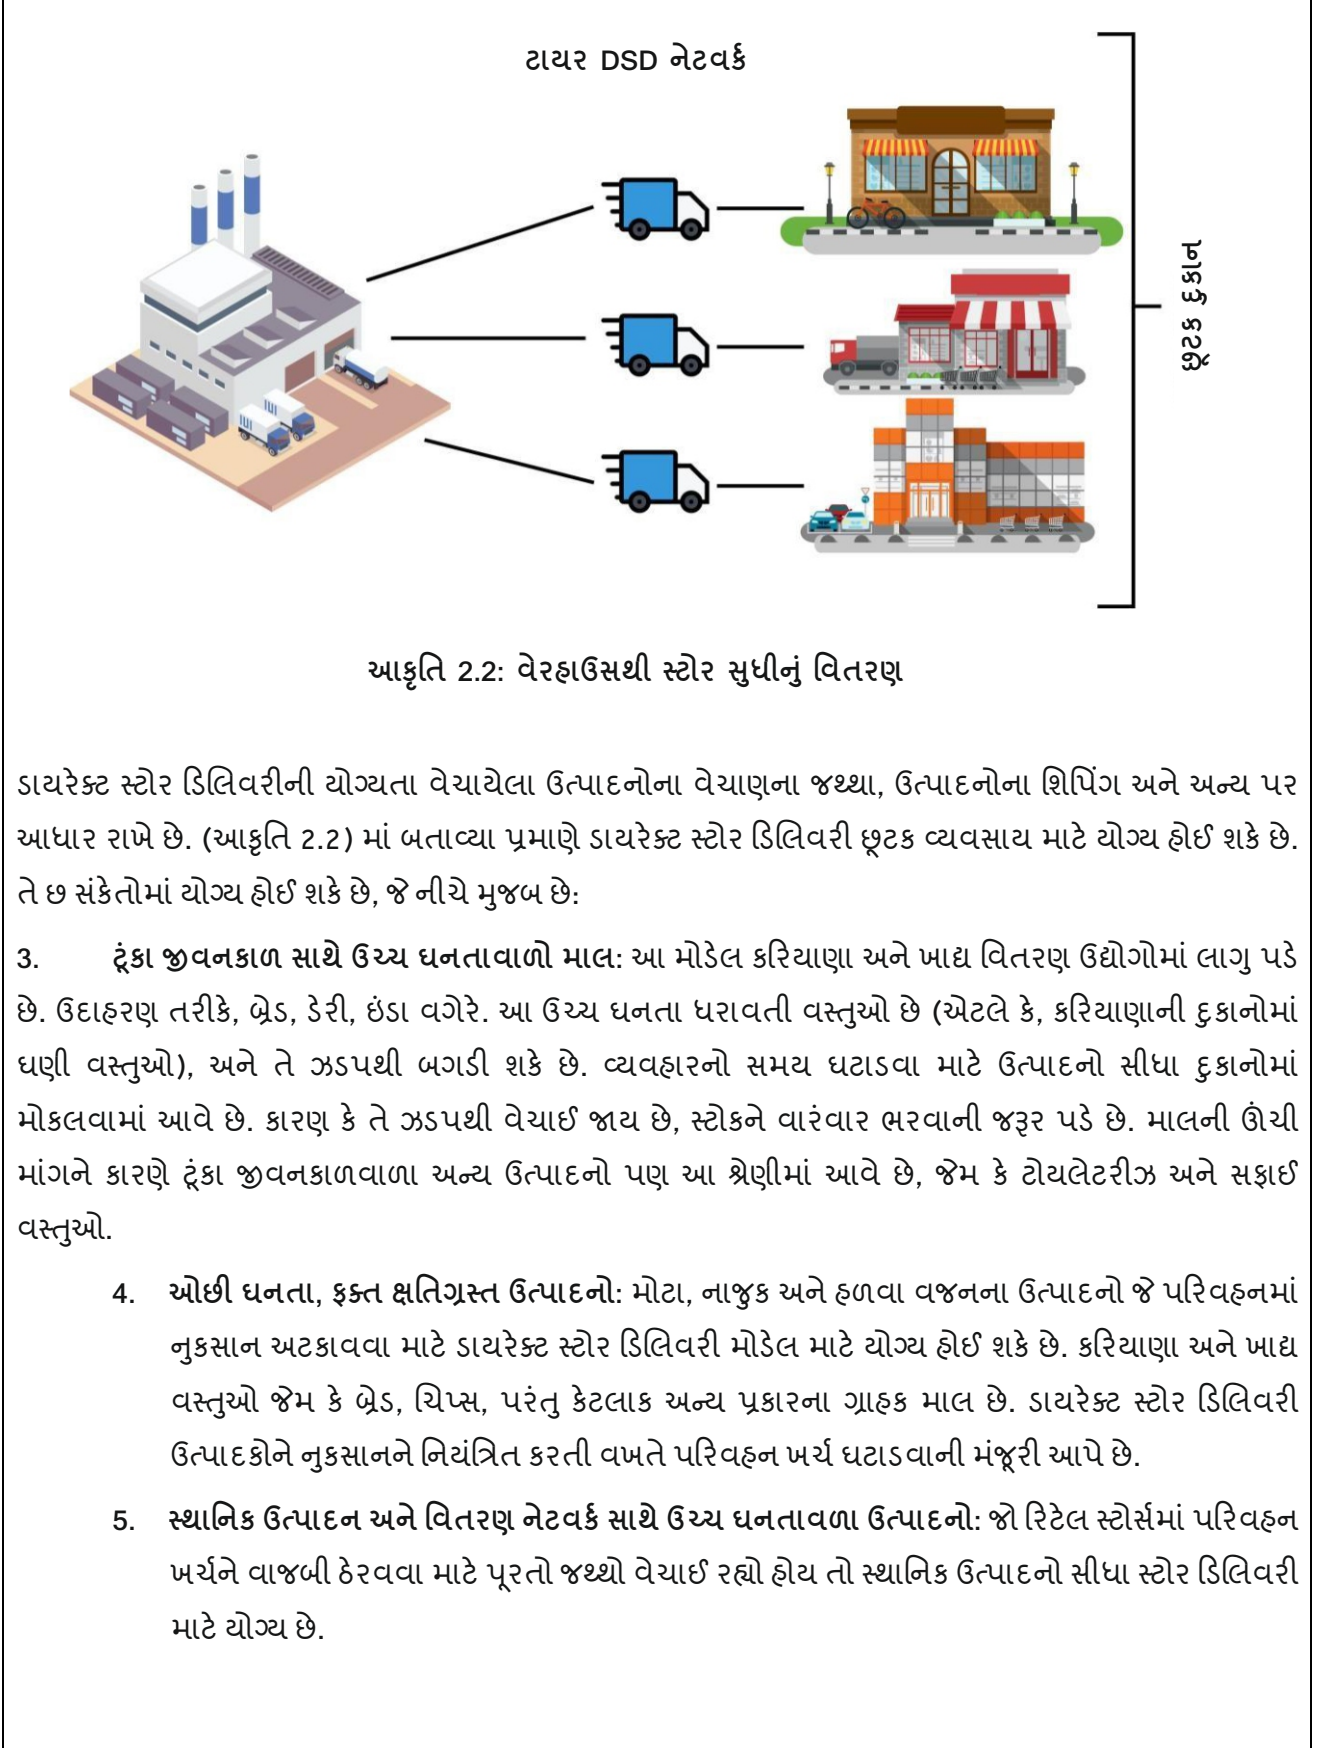 ટાયર DSD નેટવર્ક
છૂટક દુકાન
આકૃતિ 2.2: વેરહાઉસથી સ્ટોર સુધીનું વિતરણ
ડાયરેક્ટ સ્ટોર ડિલિવરીની યોગ્યતા વેચાયેલા ઉત્પાદનોના વેચાણના જથ્થા, ઉત્પાદનોના શિપિંગ અને અન્ય પર
આધાર રાખે છે. (આકૃતિ 2.2) માં બતાવ્યા પ્રમાણે ડાયરેક્ટ સ્ટોર ડિલિવરી છૂટક વ્યવસાય માટે યોગ્ય હોઈ શકે છે.
તે છ સંકેતોમાં યોગ્ય હોઈ શકે છે, જે નીચે મુજબ છે:
3. ટૂંકા જીવનકાળ સાથે ઉચ્ચ ઘનતાવાળો માલ: આ મોડેલ કરિયાણા અને ખાદ્ય વિતરણ ઉદ્યોગોમાં લાગુ પડે
છે. ઉદાહરણ તરીકે, બ્રેડ, ડેરી, ઇંડા વગેરે. આ ઉચ્ચ ઘનતા ધરાવતી વસ્તુઓ છે (એટલે કે, કરિયાણાની દુકાનોમાં
ઘણી વસ્તુઓ), અને તે ઝડપથી બગડી શકે છે. વ્યવહારનો સમય ઘટાડવા માટે ઉત્પાદનો સીધા દુકાનોમાં
મોકલવામાં આવે છે. કારણ કે તે ઝડપથી વેચાઈ જાય છે, સ્ટોકને વારંવાર ભરવાની જરૂર પડે છે. માલની ઊંચી
માંગને કારણે ટૂંકા જીવનકાળવાળા અન્ય ઉત્પાદનો પણ આ શ્રેણીમાં આવે છે, જેમ કે ટોયલેટરીઝ અને સફાઈ
વસ્તુઓ.
4. ઓછી ઘનતા, ફક્ત ક્ષતિગ્રસ્ત ઉત્પાદનો: મોટા, નાજુક અને હળવા વજનના ઉત્પાદનો જે પરિવહનમાં
નુકસાન અટકાવવા માટે ડાયરેક્ટ સ્ટોર ડિલિવરી મોડેલ માટે યોગ્ય હોઈ શકે છે. કરિયાણા અને ખાદ્ય
વસ્તુઓ જેમ કે બ્રેડ, ચિપ્સ, પરંતુ કેટલાક અન્ય પ્રકારના ગ્રાહક માલ છે. ડાયરેક્ટ સ્ટોર ડિલિવરી
ઉત્પાદકોને નુકસાનને નિયંત્રિત કરતી વખતે પરિવહન ખર્ચ ઘટાડવાની મંજૂરી આપે છે.
5. સ્થાનિક ઉત્પાદન અને વિતરણ નેટવર્ક સાથે ઉચ્ચ ઘનતાવળા ઉત્પાદનો: જો રિટેલ સ્ટોર્સમાં પરિવહન
ખર્ચને વાજબી ઠેરવવા માટે પૂરતો જથ્થો વેચાઈ રહ્યો હોય તો સ્થાનિક ઉત્પાદનો સીધા સ્ટોર ડિલિવરી
માટે યોગ્ય છે.